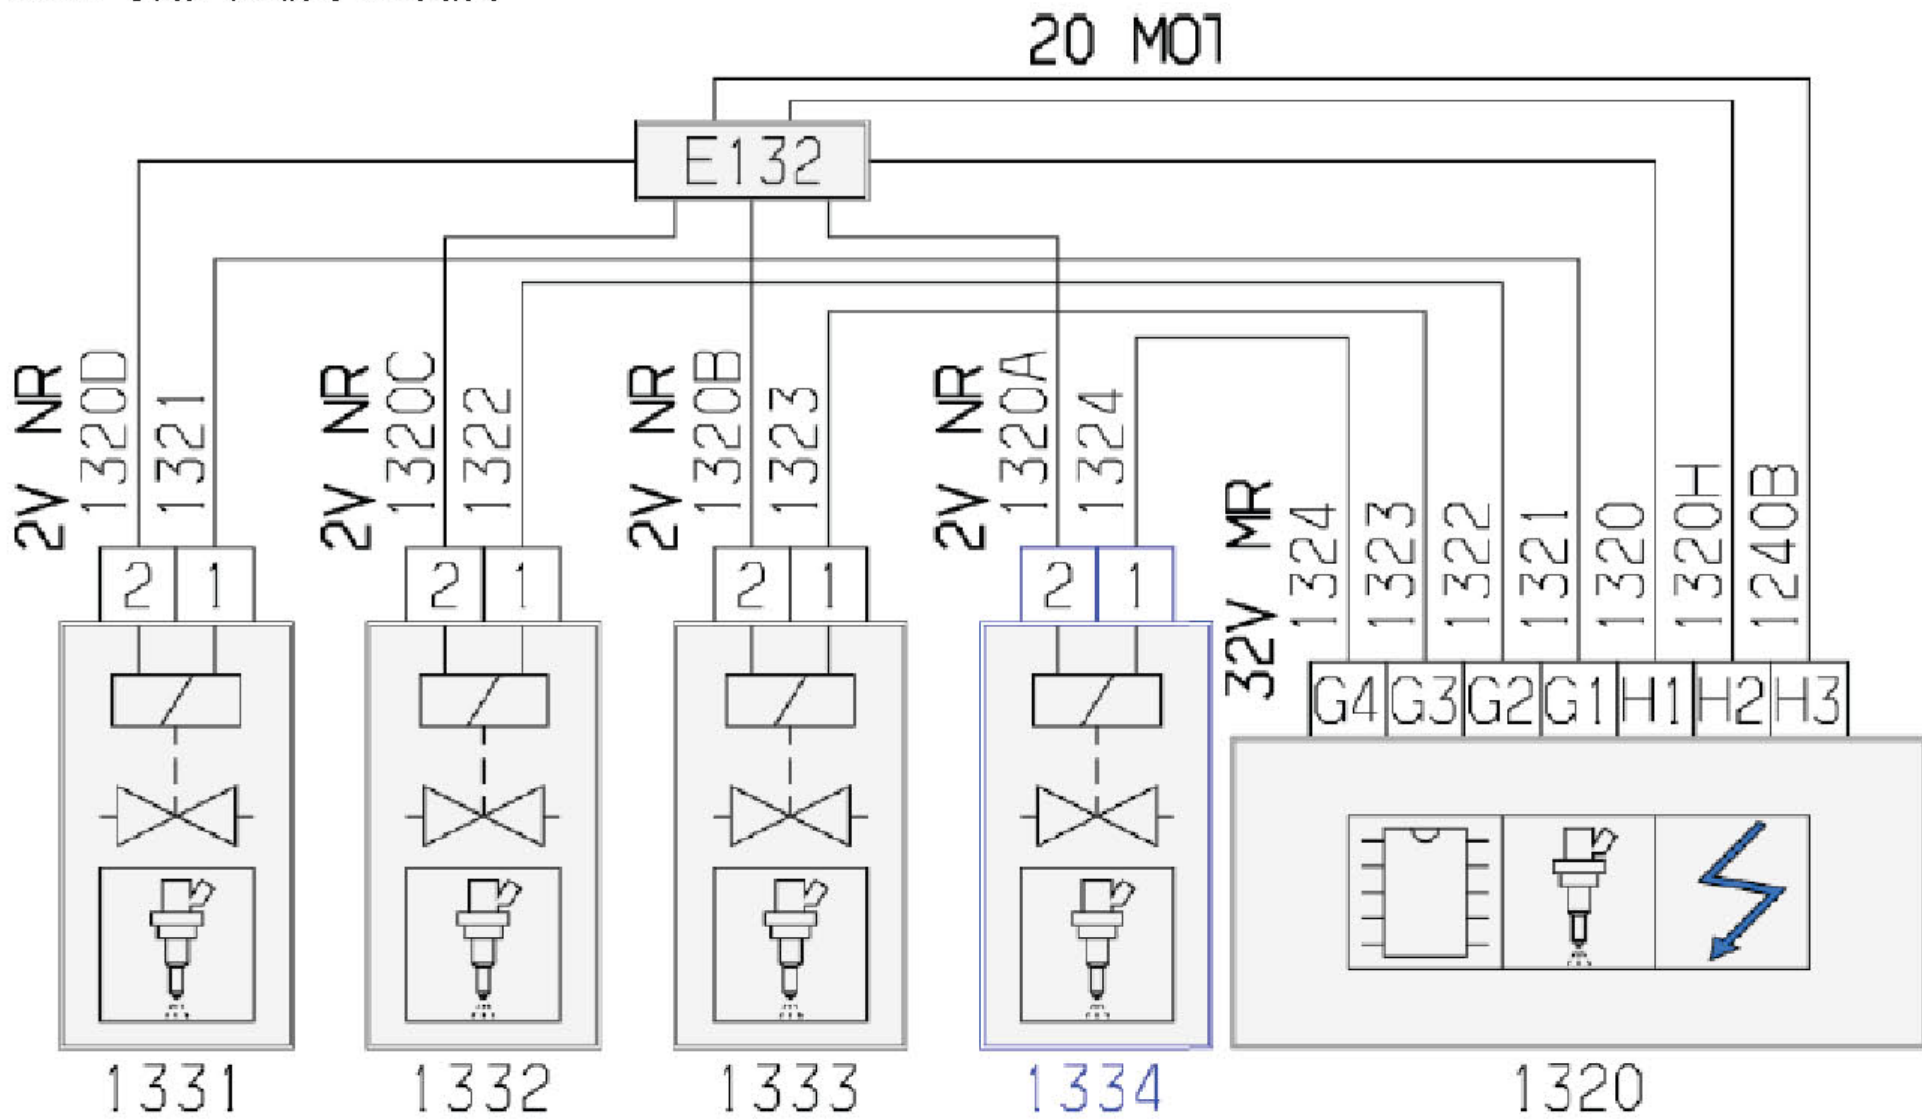 20 MOT
E132
2V NR
1320D
1321
2V NR
1320C
1322
2V NR
1320B
1323
2V NR
1320A
1324
32V MR
1324
1323
1322
1321
1320
1320H
1240B
2 1
2 1
2 1
2 1
G4 G3 G2 G1 H1 H2 H3
1331 1332 1333 1334 1320